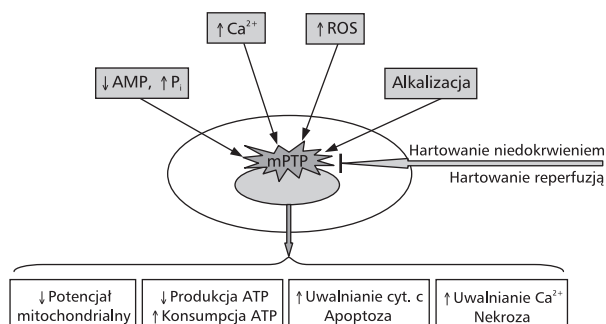 ↑ Ca²⁺
↑ ROS
↓ AMP, ↑ Pᵢ
Alkalizacja
mPTP
Hartowanie niedokrwieniem
Hartowanie reperfuzją
↓ Potencjał
mitochondrialny
↓ Produkcja ATP
↑ Konsumpcja ATP
↑ Uwalnianie cyt. c
Apoptoza
↑ Uwalnianie Ca²⁺
Nekroza